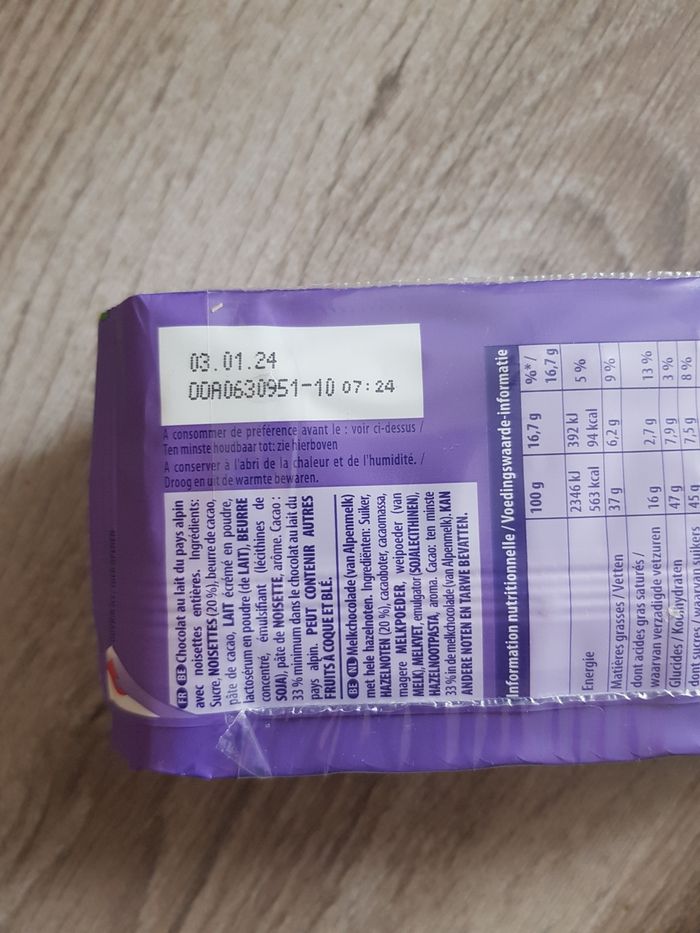 03.01.24
ODA0630951-10 07:24
À consommer de préférence avant le : voir ci-dessus /
Ten minste houdbaar tot: zie hierboven
À conserver à l'abri de la chaleur et de l'humidité. /
Droog en uit de warmte bewaren.
FR BE Chocolat au lait du pays alpin
avec noisettes entières. Ingrédients:
Sucre, NOISETTES (20 %), beurre de cacao,
pâte de cacao, LAIT écrémé en poudre,
lactosérum en poudre (de LAIT), BEURRE
concentré, émulsifiant (lécithines de
SOJA), pâte de NOISETTE, arôme. Cacao :
33 % minimum dans le chocolat au lait du
pays alpin. PEUT CONTENIR AUTRES
FRUITS À COQUE ET BLÉ.
BE NL Melkchocolade (van Alpenmelk)
met hele hazelnoten. Ingrediënten: Suiker,
HAZELNOTEN (20 %), cacaoboter, cacaomassa,
magere MELKPOEDER, weipoeder (van
MELK), MELKVET, emulgator (SOJALECITHINEN),
HAZELNOOTPASTA, aroma. Cacao: ten minste
33 % in de melkchocolade (van Alpenmelk). KAN
ANDERE NOTEN EN TARWE BEVATTEN.
Information nutritionnelle / Voedingswaarde-informatie
100 g 16,7 g %*/ 16,7 g
Energie 2346 kJ 392 kJ 5 %
563 kcal 94 kcal
Matières grasses / Vetten 37 g 6,2 g 9 %
dont acides gras saturés /
waarvan verzadigde vetzuren 16 g 2,7 g 13 %
Glucides / Koolhydraten 47 g 7,9 g 3 %
dont sucres / waarvan suikers 45 g 7,5 g 8 %